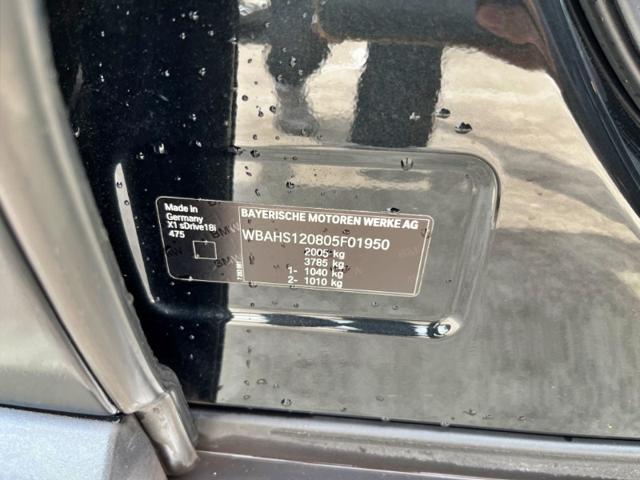 Made in
Germany
X1 sDrive18i
475
BAYERISCHE MOTOREN WERKE AG
WBAHS120805F01950
2005 kg
3785 kg
1- 1040 kg
2- 1010 kg